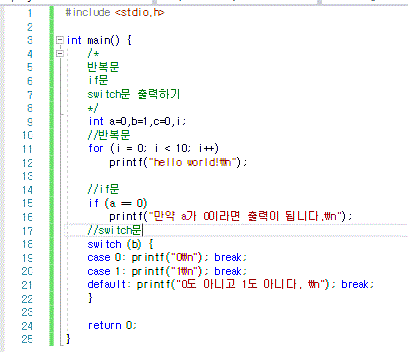 1 #include <stdio.h>
2
3 int main() {
4 /*
5 반복문
6 if문
7 switch문 출력하기
8 */
9 int a=0,b=1,c=0,i;
10 //반복문
11 for (i = 0; i < 10; i++)
12 printf("hello world!₩n");
13
14 //if문
15 if (a == 0)
16 printf("만약 a가 0이라면 출력이 됩니다.₩n");
17 //switch문
18 switch (b) {
19 case 0: printf("0₩n"); break;
20 case 1: printf("1₩n"); break;
21 default: printf("0도 아니고 1도 아니다. ₩n"); break;
22 }
23
24 return 0;
25 }